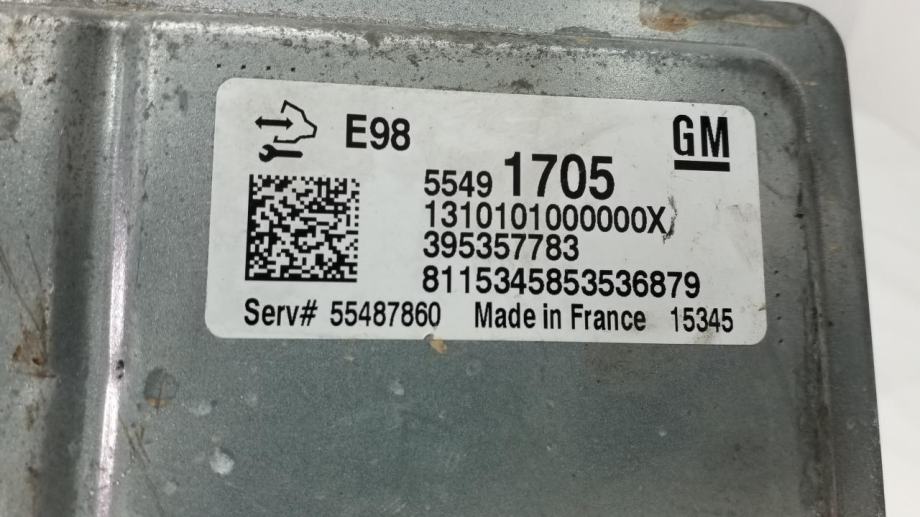 E98 GM
5549 1705
1310101000000X
395357783
8115345853536879
Serv# 55487860 Made in France 15345